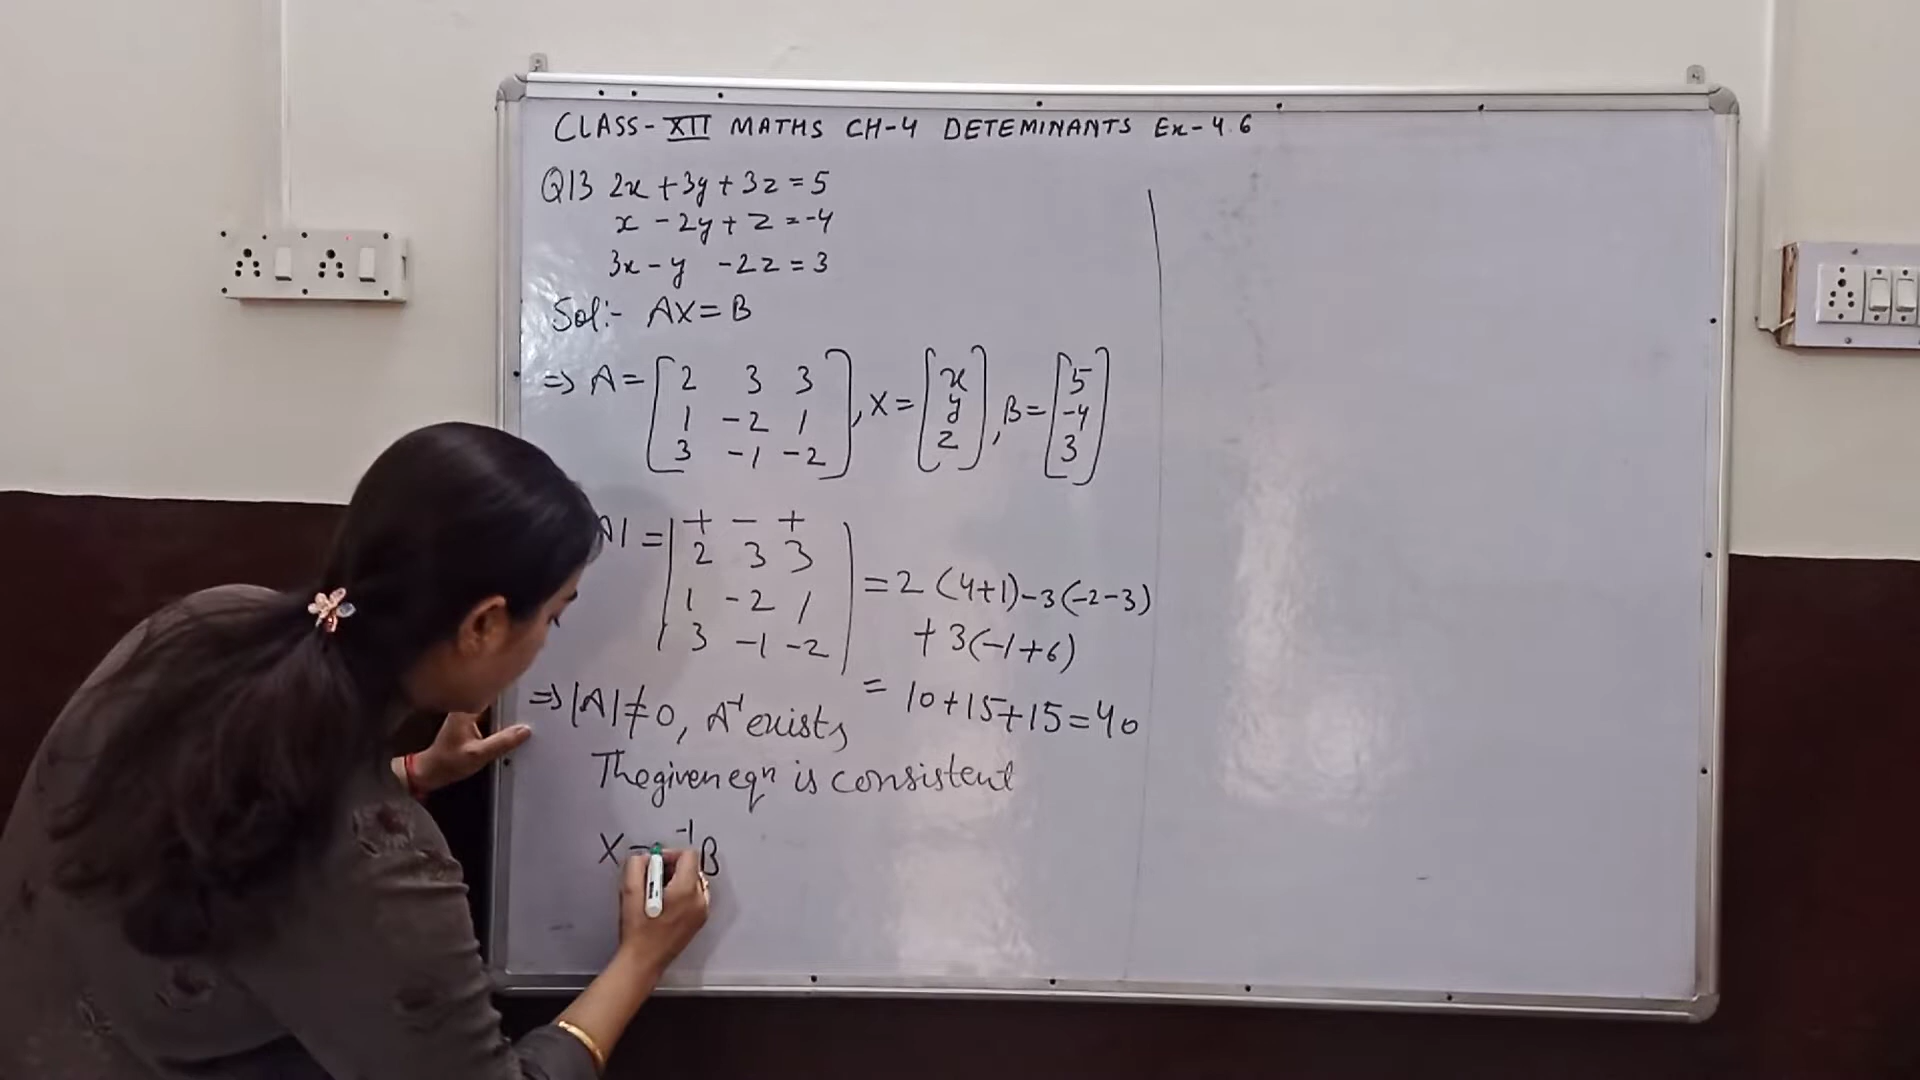 CLASS-XII MATHS CH-4 DETEMINANTS Ex-4.6
Q13 2x+3y+3z=5
x-2y+z=-4
3x-y -2z=3
Sol:- AX=B
=> A=[2 3 3
1 -2 1
3 -1 -2], X=[x
y
z], B=[5
-4
3]
A|=|+ - +
2 3 3
1 -2 1
3 -1 -2|
=2(4+1)-3(-2-3)
+3(-1+6)
=10+15+15=40
=>|A|≠0, A⁻¹ exists
The given eqn is consistent
X= ⁻¹B